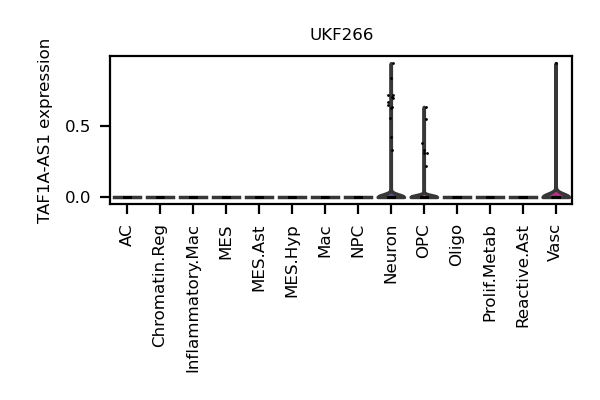 UKF266
TAF1A-AS1 expression
0.5
0.0
AC
Chromatin.Reg
Inflammatory.Mac
MES
MES.Ast
MES.Hyp
Mac
NPC
Neuron
OPC
Oligo
Prolif.Metab
Reactive.Ast
Vasc